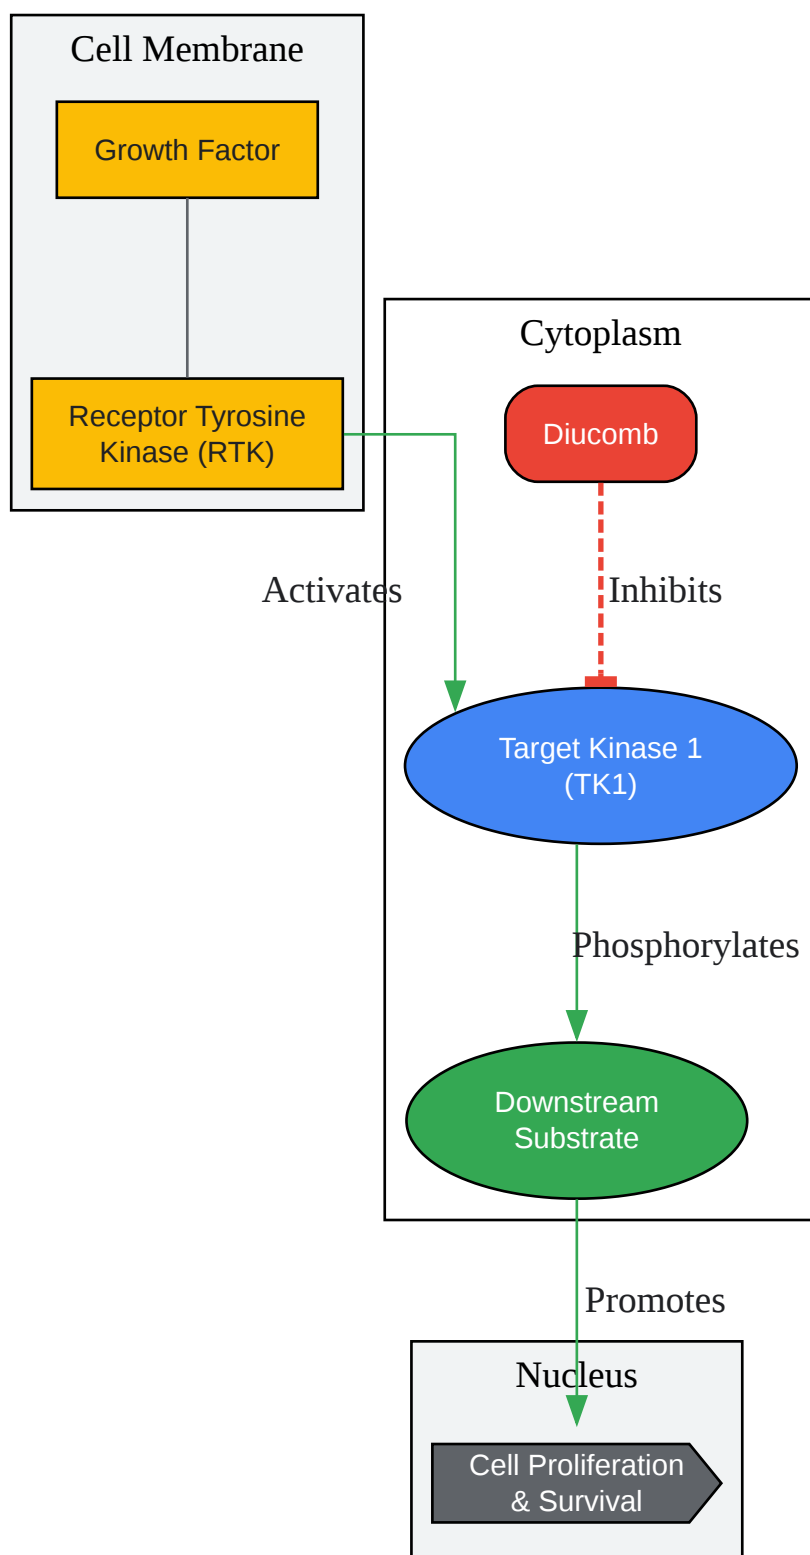 Cell Membrane
Growth Factor
Receptor Tyrosine
Kinase (RTK)
Cytoplasm
Diucomb
Activates
Inhibits
Target Kinase 1
(TK1)
Phosphorylates
Downstream
Substrate
Promotes
Nucleus
Cell Proliferation
& Survival